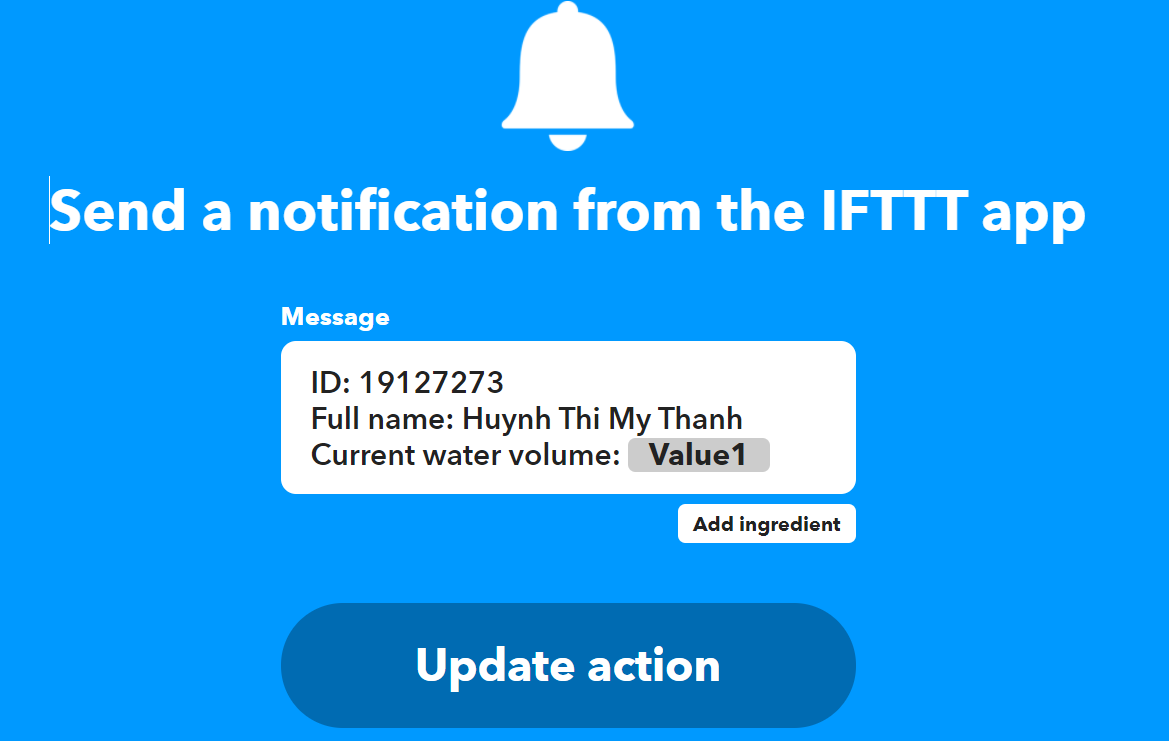 Send a notification from the IFTTT app
Message
ID: 19127273
Full name: Huynh Thi My Thanh
Current water volume: Value1
Add ingredient
Update action